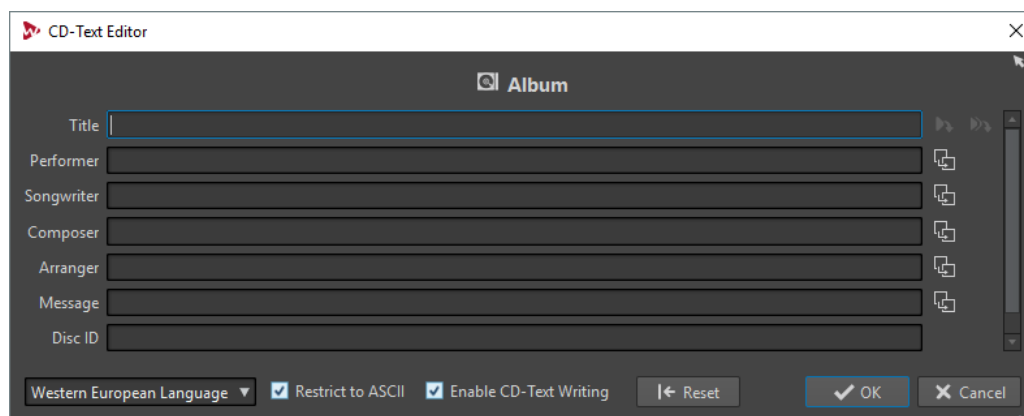 CD-Text Editor
Album
Title
Performer
Songwriter
Composer
Arranger
Message
Disc ID
Western European Language Restrict to ASCII Enable CD-Text Writing Reset OK Cancel